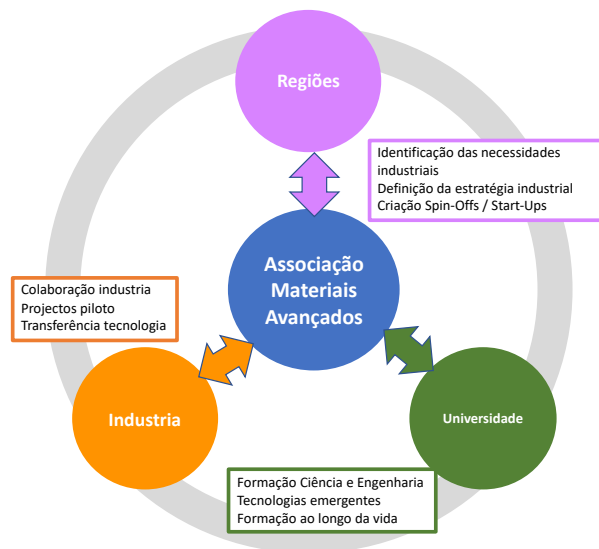 Regiões
Identificação das necessidades
industriais
Definição da estratégia industrial
Criação Spin-Offs / Start-Ups
Associação
Materiais
Avançados
Colaboração industria
Projectos piloto
Transferência tecnologia
Industria
Universidade
Formação Ciência e Engenharia
Tecnologias emergentes
Formação ao longo da vida